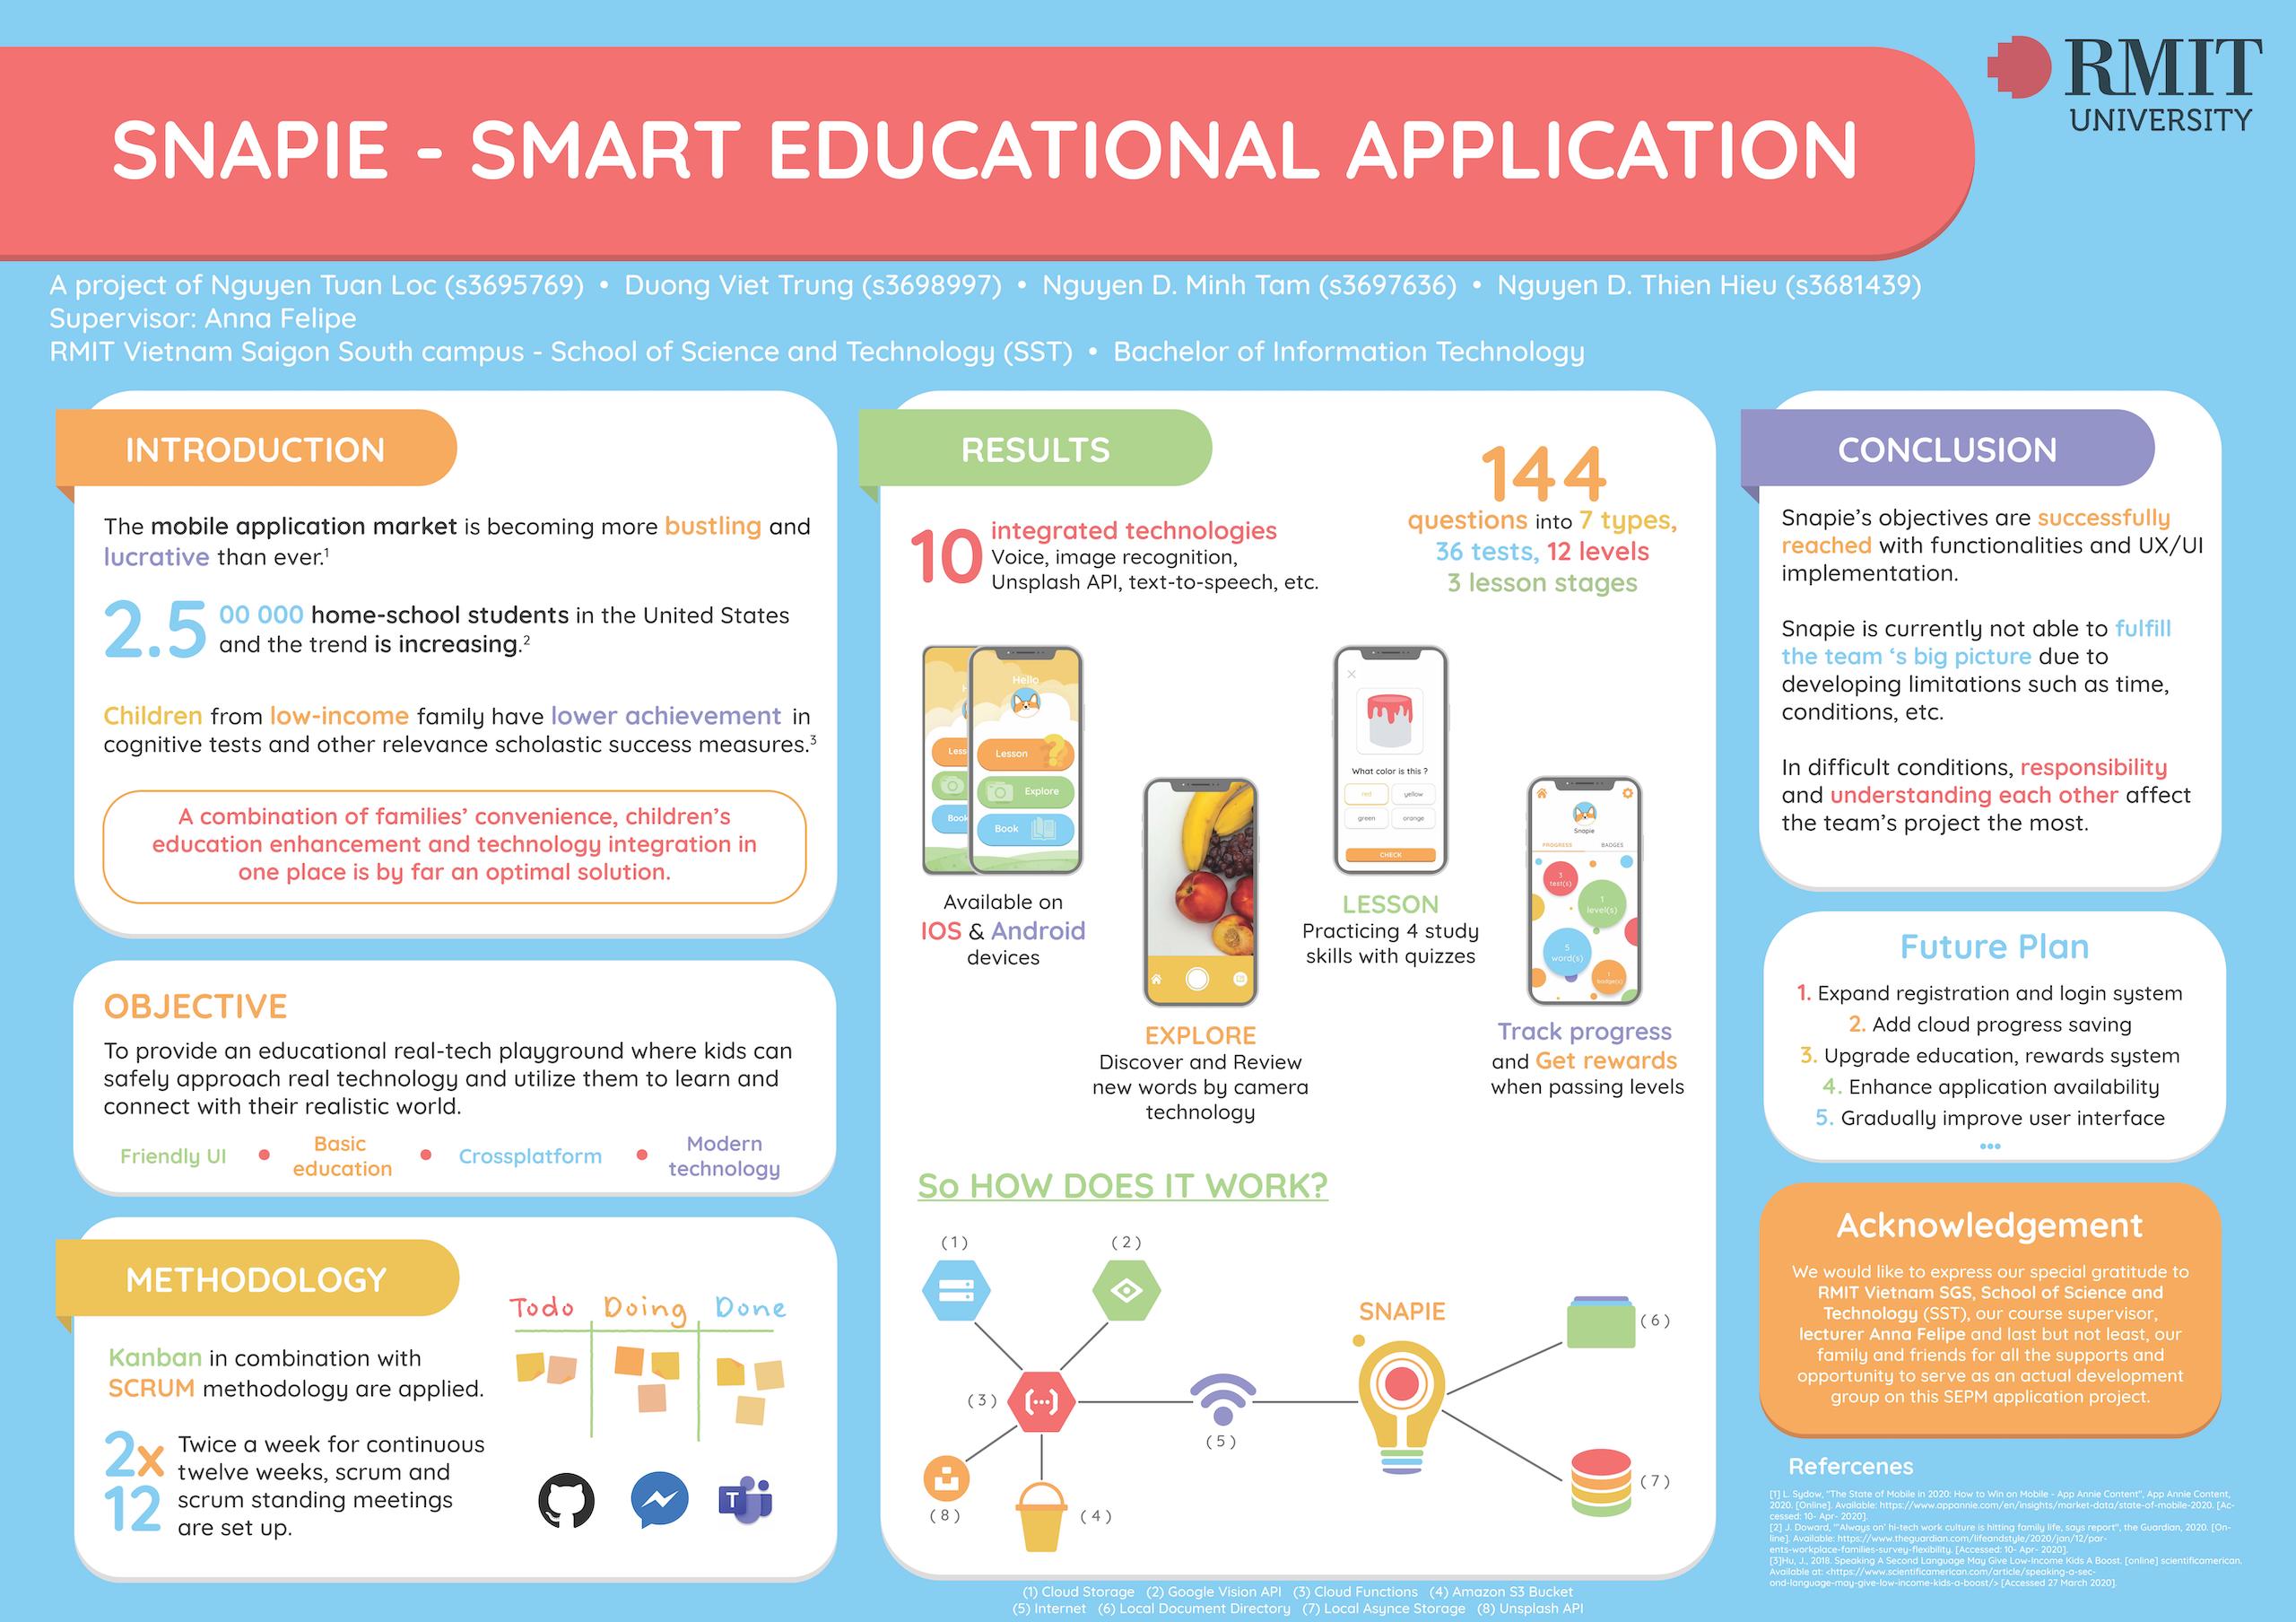 RMIT
UNIVERSITY
SNAPIE - SMART EDUCATIONAL APPLICATION
A project of Nguyen Tuan Loc (s3695769) • Duong Viet Trung (s3698997) • Nguyen D. Minh Tam (s3697636) • Nguyen D. Thien Hieu (s3681439)
Supervisor: Anna Felipe
RMIT Vietnam Saigon South campus - School of Science and Technology (SST) • Bachelor of Information Technology
INTRODUCTION
The mobile application market is becoming more bustling and
lucrative than ever.¹
2.5 00 000 home-school students in the United States
and the trend is increasing.²
Children from low-income family have lower achievement in
cognitive tests and other relevance scholastic success measures.³
A combination of families' convenience, children's
education enhancement and technology integration in
one place is by far an optimal solution.
OBJECTIVE
To provide an educational real-tech playground where kids can
safely approach real technology and utilize them to learn and
connect with their realistic world.
Friendly UI • Basic education • Crossplatform • Modern technology
METHODOLOGY
Todo Doing Done
Kanban in combination with
SCRUM methodology are applied.
2x
12
Twice a week for continuous
twelve weeks, scrum and
scrum standing meetings
are set up.
T
RESULTS
10 integrated technologies
Voice, image recognition,
Unsplash API, text-to-speech, etc.
144
questions into 7 types,
36 tests, 12 levels
3 lesson stages
Hello
Less
Lesson
Explore
Book
Book
Available on
IOS & Android
devices
EXPLORE
Discover and Review
new words by camera
technology
What color is this ?
red yellow
green orange
CHECK
LESSON
Practicing 4 study
skills with quizzes
Snapie
PROGRESS BADGES
3
test(s)
1
level(s)
5
word(s)
1
badge(s)
Track progress
and Get rewards
when passing levels
So HOW DOES IT WORK?
(1)
(2)
SNAPIE
(6)
(3)
(5)
(7)
(8)
(4)
(1) Cloud Storage (2) Google Vision API (3) Cloud Functions (4) Amazon S3 Bucket
(5) Internet (6) Local Document Directory (7) Local Asynce Storage (8) Unsplash API
CONCLUSION
Snapie's objectives are successfully
reached with functionalities and UX/UI
implementation.
Snapie is currently not able to fulfill
the team 's big picture due to
developing limitations such as time,
conditions, etc.
In difficult conditions, responsibility
and understanding each other affect
the team's project the most.
Future Plan
1. Expand registration and login system
2. Add cloud progress saving
3. Upgrade education, rewards system
4. Enhance application availability
5. Gradually improve user interface
...
Acknowledgement
We would like to express our special gratitude to
RMIT Vietnam SGS, School of Science and
Technology (SST), our course supervisor,
lecturer Anna Felipe and last but not least, our
family and friends for all the supports and
opportunity to serve as an actual development
group on this SEPM application project.
Refercenes
[1] L. Sydow, "The State of Mobile in 2020: How to Win on Mobile - App Annie Content", App Annie Content,
2020. [Online]. Available: https://www.appannie.com/en/insights/market-data/state-of-mobile-2020. [Ac-
cessed: 10- Apr- 2020].
[2] J. Doward, "'Always on' hi-tech work culture is hitting family life, says report", the Guardian, 2020. [On-
line]. Available: https://www.theguardian.com/lifeandstyle/2020/jan/12/par-
ents-workplace-families-survey-flexibility. [Accessed: 10- Apr- 2020].
[3]Hu, J., 2018. Speaking A Second Language May Give Low-Income Kids A Boost. [online] scientificamerican.
Available at: <https://www.scientificamerican.com/article/speaking-a-sec-
ond-language-may-give-low-income-kids-a-boost/> [Accessed 27 March 2020].